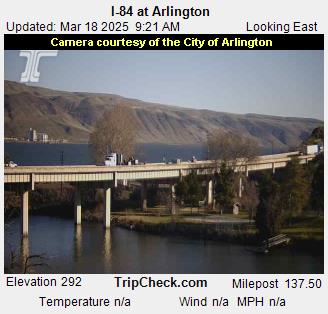 I-84 at Arlington
Updated: Mar 18 2025 9:21 AM Looking East
Camera courtesy of the City of Arlington
Elevation 292 TripCheck.com Milepost 137.50
Temperature n/a Wind n/a MPH n/a